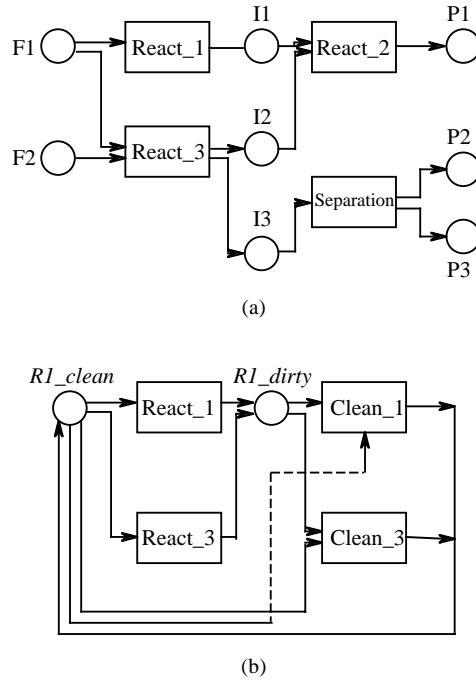 F1 React_1 I1 React_2 P1
F2 React_3 I2 P2
I3 Separation P3
(a)
R1_clean R1_dirty
React_1 Clean_1
React_3 Clean_3
(b)